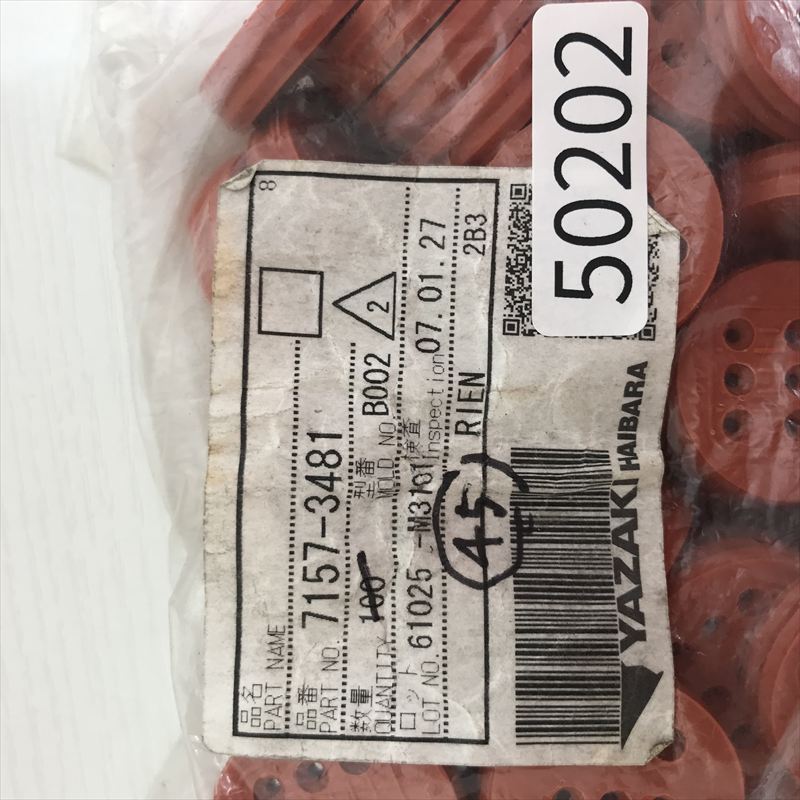 50202
8
品名
PART NAME
品番
PART NO. 7157-3481
数量
QUANTITY 100
型番
MOLD NO. B002
2
ロット
LOT NO. 61025 -M3101
検査
Inspection 07.01.27
45
RIEN
2B3
YAZAKI HAIBARA